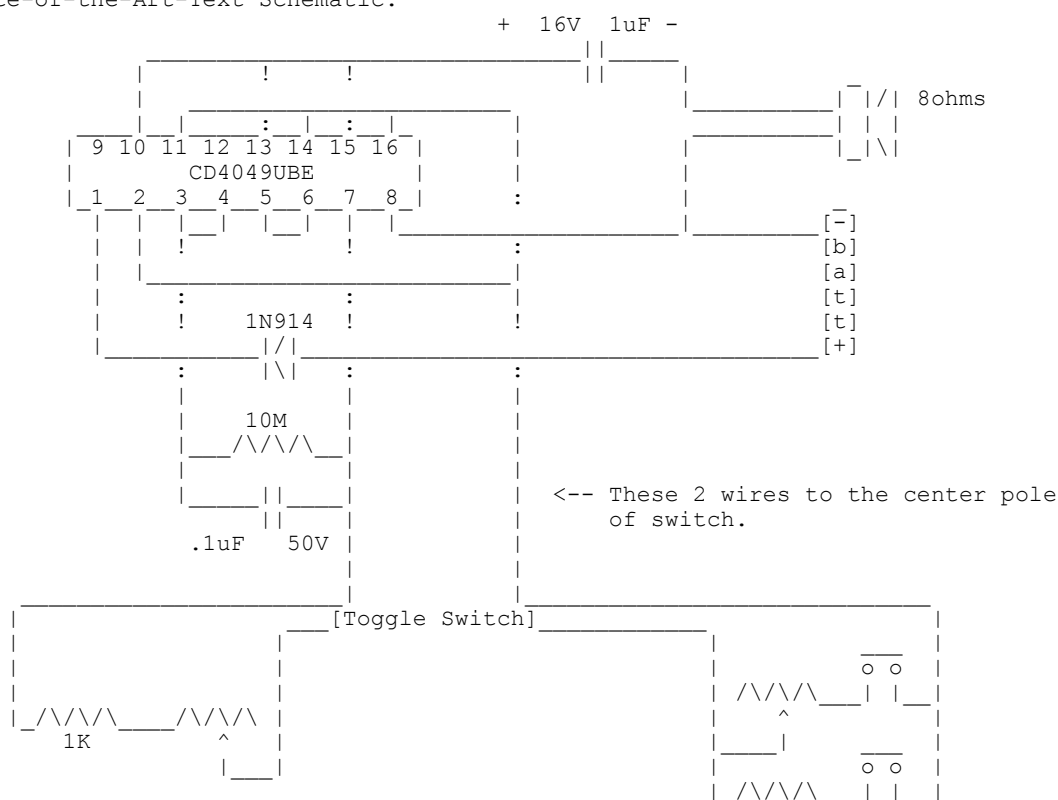 te-of-the-Art-Text Schematic:
+ 16V 1uF -
8ohms
9 10 11 12 13 14 15 16
CD4049UBE
1 2 3 4 5 6 7 8
[-]
[b]
[a]
[t]
[t]
[+]
1N914
10M
<-- These 2 wires to the center pole
of switch.
.1uF 50V
[Toggle Switch]
1K